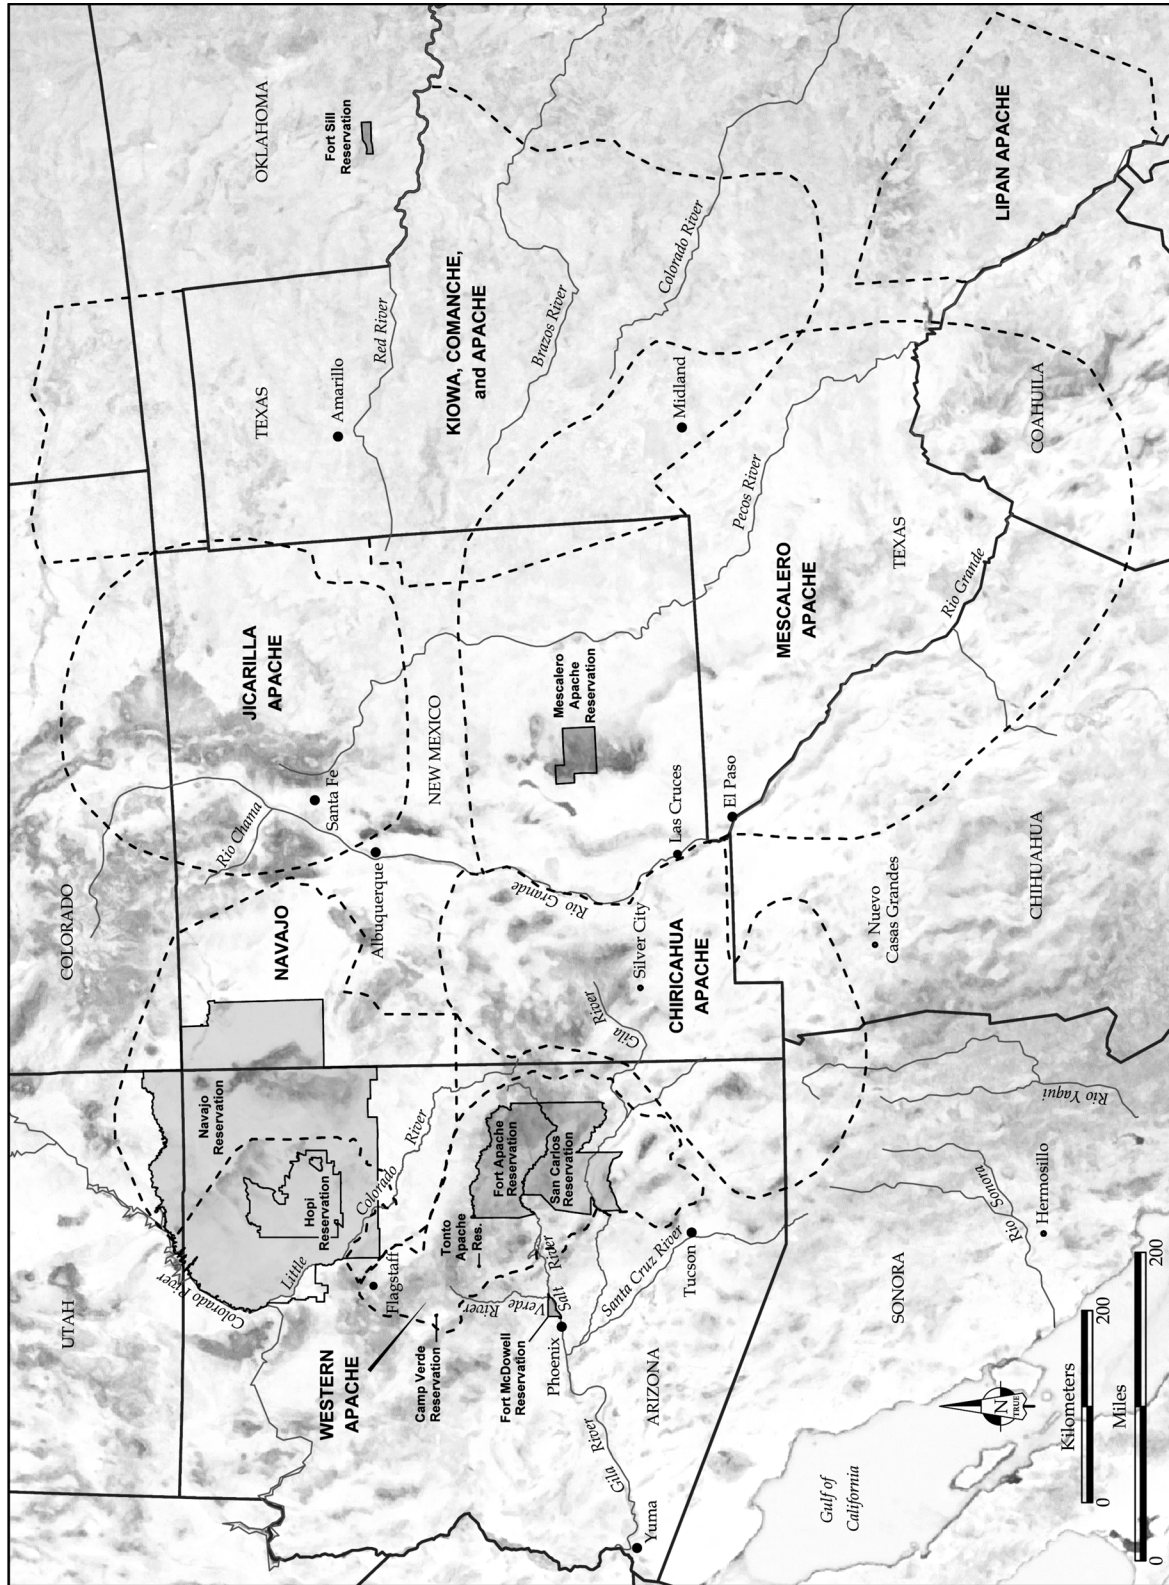 UTAH
COLORADO
OKLAHOMA
Fort Sill
Reservation
TEXAS
Amarillo
Red River
KIOWA, COMANCHE,
and APACHE
Brazos River
Colorado River
Midland
LIPAN APACHE
Colorado River
Navajo
Reservation
Hopi
Reservation
Little
Colorado
River
Flagstaff
NAVAJO
Rio Chama
Santa Fe
Albuquerque
JICARILLA
APACHE
NEW MEXICO
Rio Grande
Mescalero
Apache
Reservation
Pecos River
MESCALERO
APACHE
TEXAS
Rio Grande
COAHUILA
WESTERN
APACHE
Camp Verde
Reservation
Tonto
Apache
Res.
Verde
River
Fort McDowell
Reservation
Salt
River
Phoenix
Fort Apache
Reservation
San Carlos
Reservation
Gila
River
Silver City
CHIRICAHUA
APACHE
Las Cruces
El Paso
Gila
River
Yuma
ARIZONA
Santa Cruz River
Tucson
Nuevo
Casas Grandes
CHIHUAHUA
SONORA
Rio Sonora
Hermosillo
Rio Yaqui
Gulf of
California
N
TRUE
Kilometers
0
200
Miles
0
200